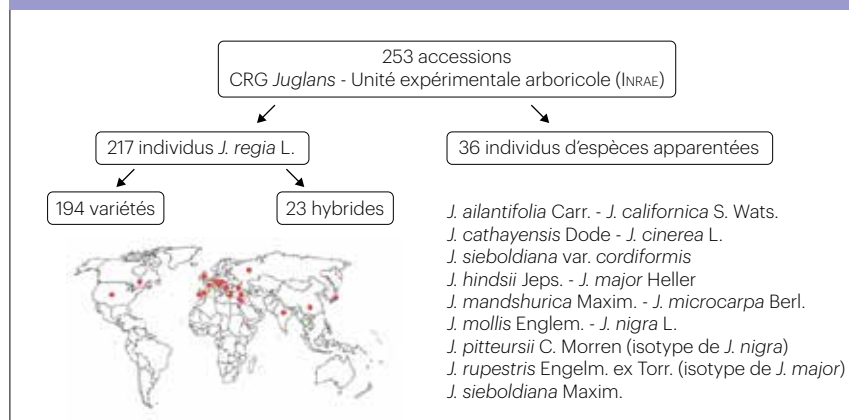 253 accessions
CRG Juglans - Unité expérimentale arboricole (INRAE)
217 individus J. regia L.
36 individus d'espèces apparentées
194 variétés
23 hybrides
J. ailantifolia Carr. - J. californica S. Wats.
J. cathayensis Dode - J. cinerea L.
J. sieboldiana var. cordiformis
J. hindsii Jeps. - J. major Heller
J. mandshurica Maxim. - J. microcarpa Berl.
J. mollis Englem. - J. nigra L.
J. pitteursii C. Morren (isotype de J. nigra)
J. rupestris Engelm. ex Torr. (isotype de J. major)
J. sieboldiana Maxim.